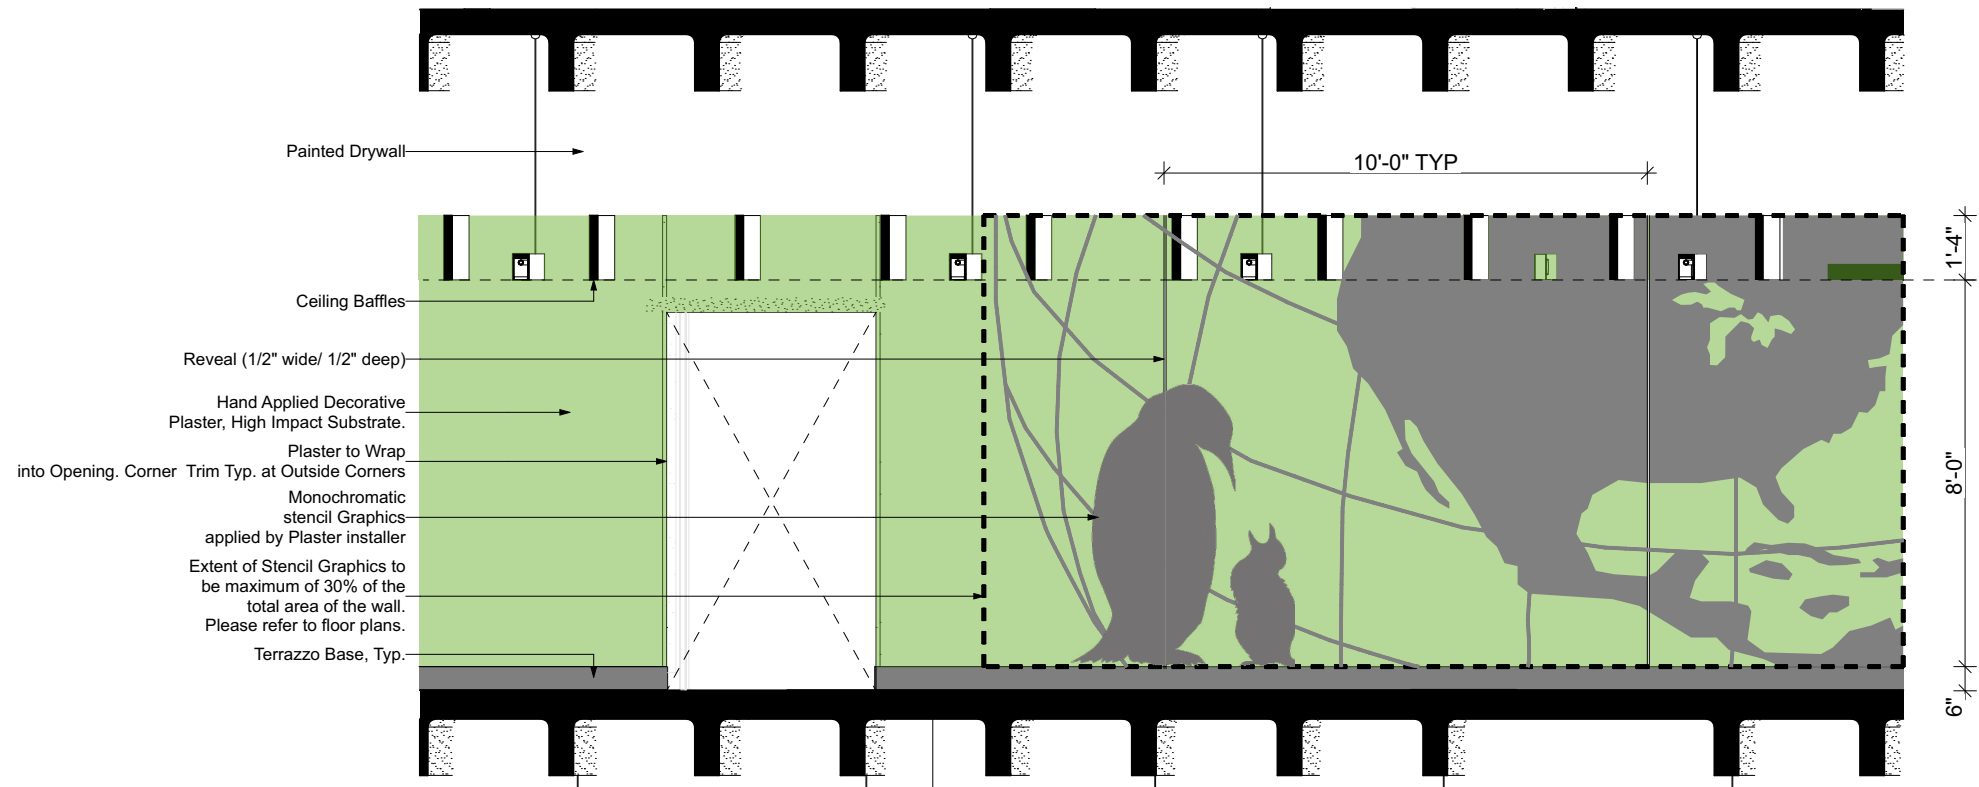 Painted Drywall
10'-0" TYP
1'-4"
Ceiling Baffles
Reveal (1/2" wide/ 1/2" deep)
Hand Applied Decorative
Plaster, High Impact Substrate.
Plaster to Wrap
into Opening. Corner Trim Typ. at Outside Corners
8'-0"
Monochromatic
stencil Graphics
applied by Plaster installer
Extent of Stencil Graphics to
be maximum of 30% of the
total area of the wall.
Please refer to floor plans.
Terrazzo Base, Typ.
6"